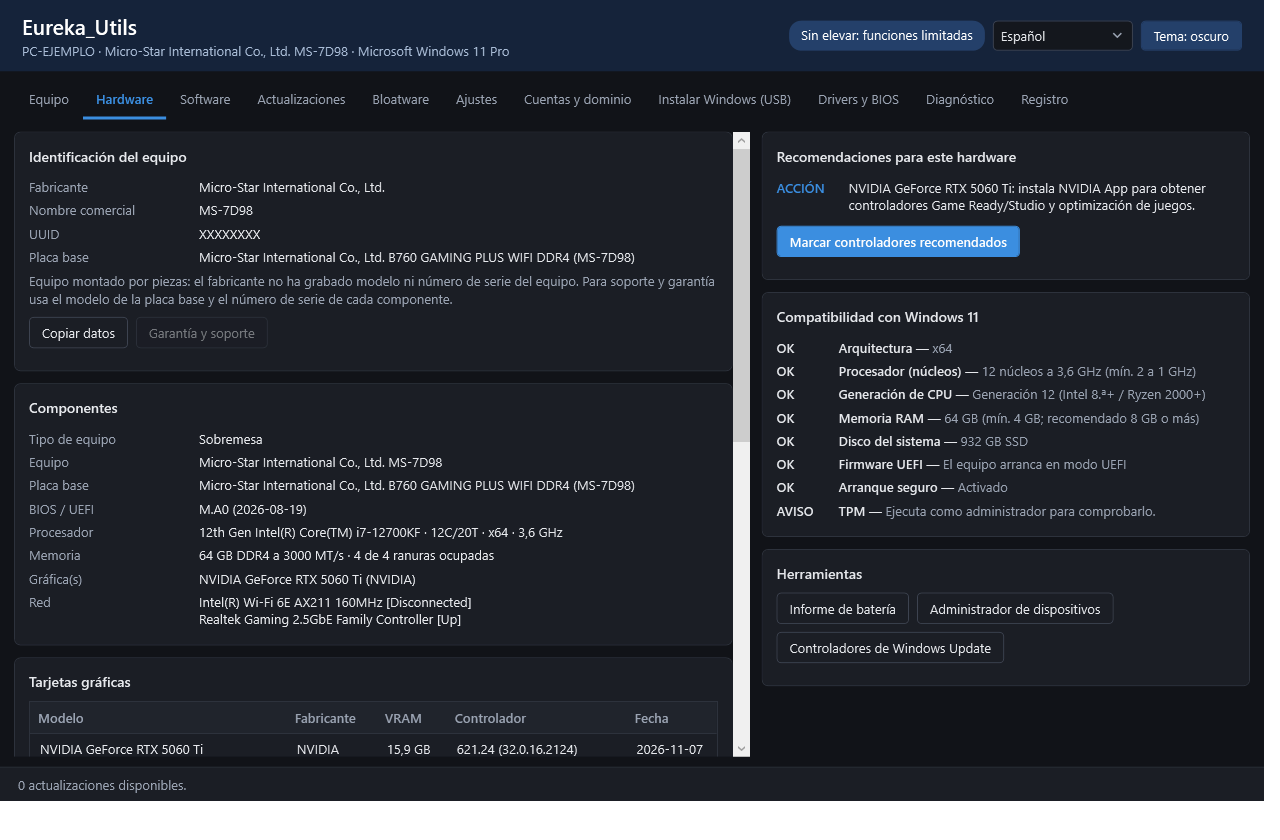 Eureka_Utils
PC-EJEMPLO · Micro-Star International Co., Ltd. MS-7D98 · Microsoft Windows 11 Pro
Sin elevar: funciones limitadas
Español
Tema: oscuro
Equipo
Hardware
Software
Actualizaciones
Bloatware
Ajustes
Cuentas y dominio
Instalar Windows (USB)
Drivers y BIOS
Diagnóstico
Registro
Identificación del equipo
Fabricante Micro-Star International Co., Ltd.
Nombre comercial MS-7D98
UUID XXXXXXXX
Placa base Micro-Star International Co., Ltd. B760 GAMING PLUS WIFI DDR4 (MS-7D98)
Equipo montado por piezas: el fabricante no ha grabado modelo ni número de serie del equipo. Para soporte y garantía
usa el modelo de la placa base y el número de serie de cada componente.
Copiar datos
Garantía y soporte
Componentes
Tipo de equipo Sobremesa
Equipo Micro-Star International Co., Ltd. MS-7D98
Placa base Micro-Star International Co., Ltd. B760 GAMING PLUS WIFI DDR4 (MS-7D98)
BIOS / UEFI M.A0 (2026-08-19)
Procesador 12th Gen Intel(R) Core(TM) i7-12700KF · 12C/20T · x64 · 3,6 GHz
Memoria 64 GB DDR4 a 3000 MT/s · 4 de 4 ranuras ocupadas
Gráfica(s) NVIDIA GeForce RTX 5060 Ti (NVIDIA)
Red Intel(R) Wi-Fi 6E AX211 160MHz [Disconnected]
Realtek Gaming 2.5GbE Family Controller [Up]
Tarjetas gráficas
Modelo Fabricante VRAM Controlador Fecha
NVIDIA GeForce RTX 5060 Ti NVIDIA 15,9 GB 621.24 (32.0.16.2124) 2026-11-07
Recomendaciones para este hardware
ACCIÓN NVIDIA GeForce RTX 5060 Ti: instala NVIDIA App para obtener
controladores Game Ready/Studio y optimización de juegos.
Marcar controladores recomendados
Compatibilidad con Windows 11
OK Arquitectura — x64
OK Procesador (núcleos) — 12 núcleos a 3,6 GHz (mín. 2 a 1 GHz)
OK Generación de CPU — Generación 12 (Intel 8.ª+ / Ryzen 2000+)
OK Memoria RAM — 64 GB (mín. 4 GB; recomendado 8 GB o más)
OK Disco del sistema — 932 GB SSD
OK Firmware UEFI — El equipo arranca en modo UEFI
OK Arranque seguro — Activado
AVISO TPM — Ejecuta como administrador para comprobarlo.
Herramientas
Informe de batería
Administrador de dispositivos
Controladores de Windows Update
0 actualizaciones disponibles.